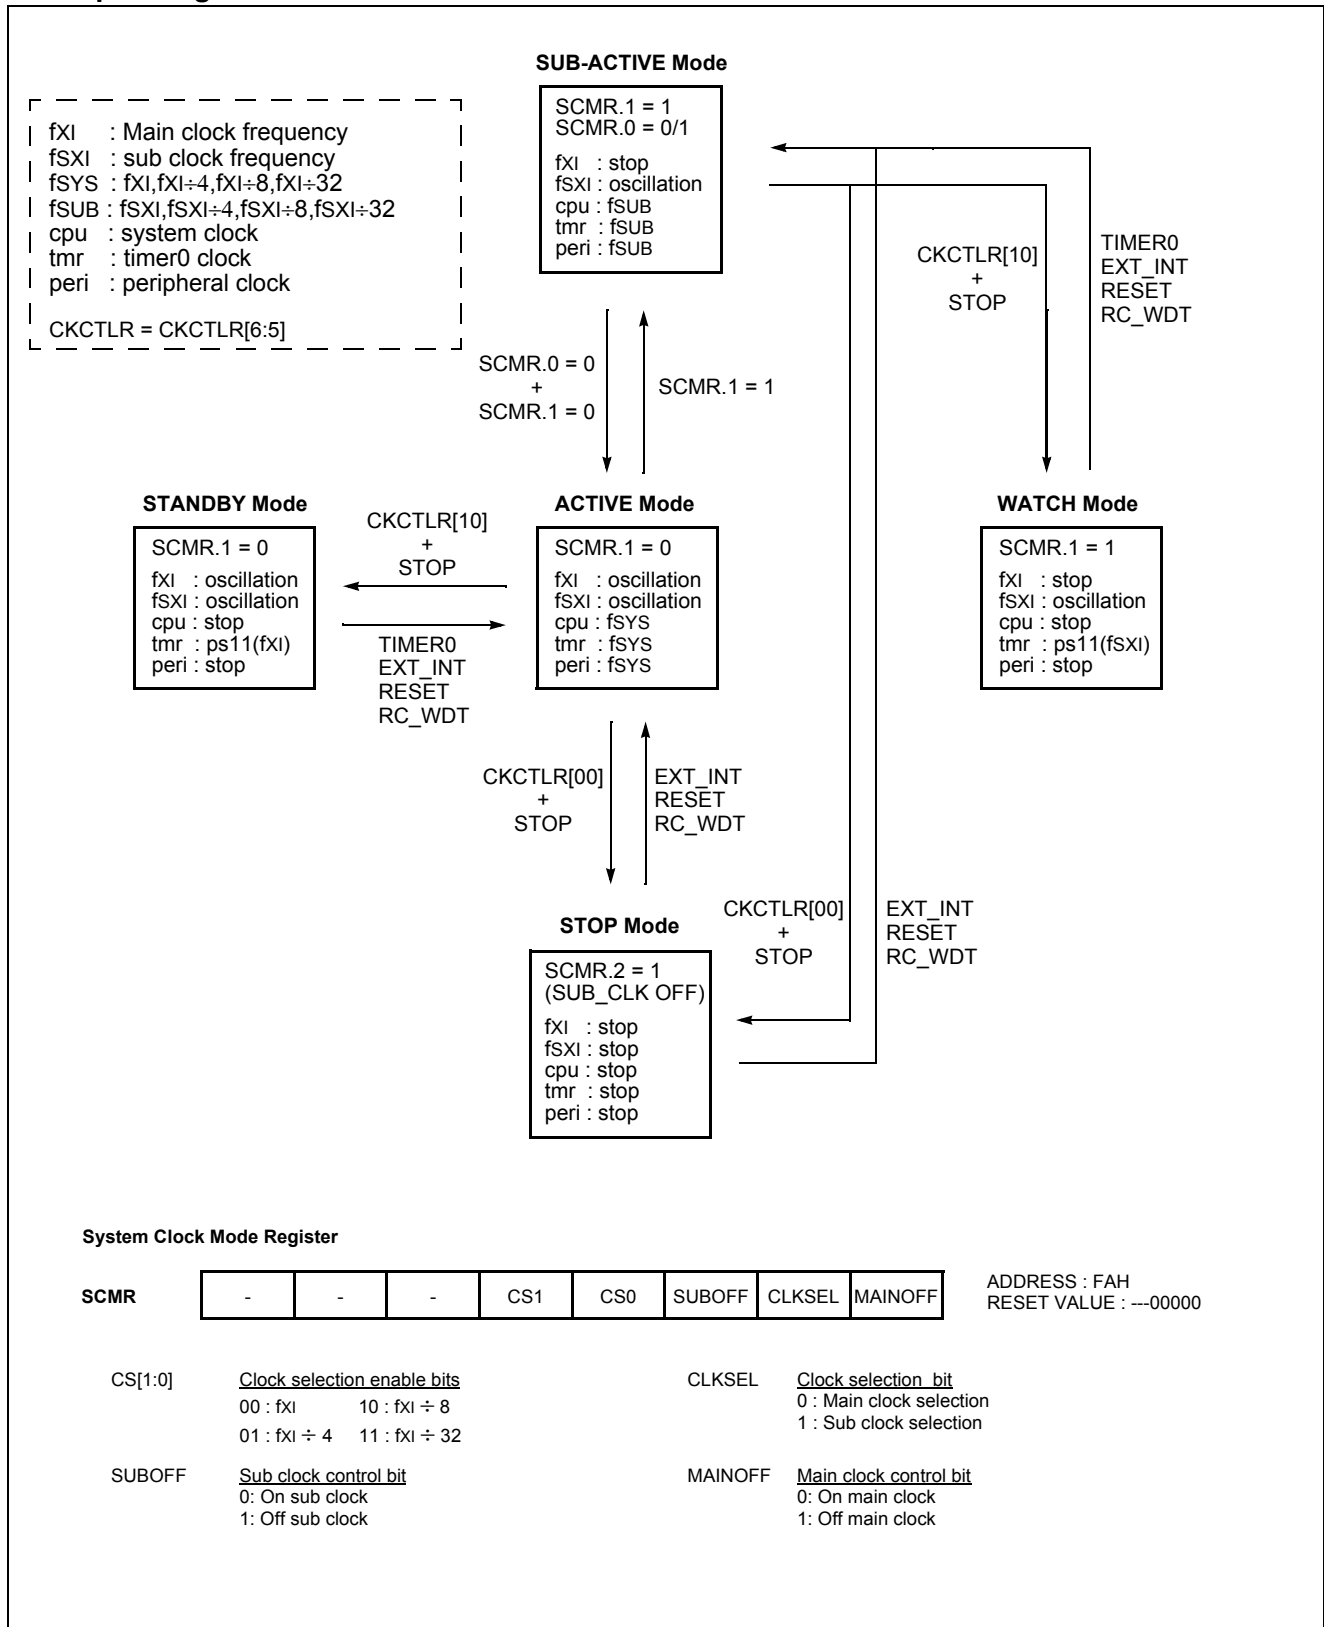 SUB-ACTIVE Mode
SCMR.1 = 1
SCMR.0 = 0/1
fXI : stop
fSXI : oscillation
cpu : fSUB
tmr : fSUB
peri : fSUB
fXI : Main clock frequency
fSXI : sub clock frequency
fSYS : fXI,fXI÷4,fXI÷8,fXI÷32
fSUB : fSXI,fSXI÷4,fSXI÷8,fSXI÷32
cpu : system clock
tmr : timer0 clock
peri : peripheral clock
CKCTLR = CKCTLR[6:5]
CKCTLR[10]
+
STOP
TIMER0
EXT_INT
RESET
RC_WDT
SCMR.0 = 0
+
SCMR.1 = 0
SCMR.1 = 1
STANDBY Mode
SCMR.1 = 0
fXI : oscillation
fSXI : oscillation
cpu : stop
tmr : ps11(fXI)
peri : stop
CKCTLR[10]
+
STOP
TIMER0
EXT_INT
RESET
RC_WDT
ACTIVE Mode
SCMR.1 = 0
fXI : oscillation
fSXI : oscillation
cpu : fSYS
tmr : fSYS
peri : fSYS
WATCH Mode
SCMR.1 = 1
fXI : stop
fSXI : oscillation
cpu : stop
tmr : ps11(fSXI)
peri : stop
CKCTLR[00]
+
STOP
EXT_INT
RESET
RC_WDT
STOP Mode
SCMR.2 = 1
(SUB_CLK OFF)
fXI : stop
fSXI : stop
cpu : stop
tmr : stop
peri : stop
CKCTLR[00]
+
STOP
EXT_INT
RESET
RC_WDT
System Clock Mode Register
SCMR - - - CS1 CS0 SUBOFF CLKSEL MAINOFF
ADDRESS : FAH
RESET VALUE : ---00000
CS[1:0] Clock selection enable bits
00 : fXI 10 : fXI ÷ 8
01 : fXI ÷ 4 11 : fXI ÷ 32
CLKSEL Clock selection bit
0 : Main clock selection
1 : Sub clock selection
SUBOFF Sub clock control bit
0: On sub clock
1: Off sub clock
MAINOFF Main clock control bit
0: On main clock
1: Off main clock